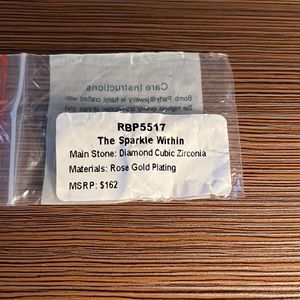 Care Instructions
Bomb Party® jewelry is hand crafted with
RBP5517
The Sparkle Within
Main Stone: Diamond Cubic Zirconia
Materials: Rose Gold Plating
MSRP: $162